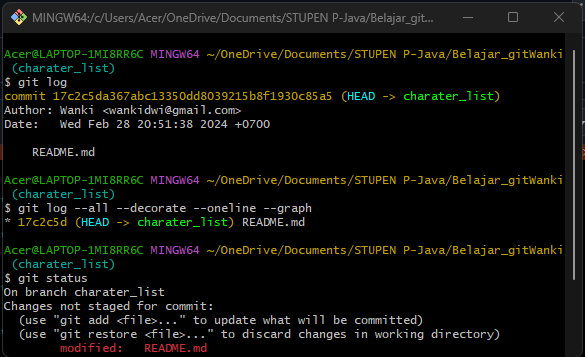 MINGW64:/c/Users/Acer/OneDrive/Documents/STUPEN P-Java/Belajar_git...
Acer@LAPTOP-1MI8RR6C MINGW64 ~/OneDrive/Documents/STUPEN P-Java/Belajar_gitWanki
(charater_list)
$ git log
commit 17c2c5da367abc13350dd8039215b8f1930c85a5 (HEAD -> charater_list)
Author: Wanki <wankidwi@gmail.com>
Date:   Wed Feb 28 20:51:38 2024 +0700
README.md
Acer@LAPTOP-1MI8RR6C MINGW64 ~/OneDrive/Documents/STUPEN P-Java/Belajar_gitWanki
(charater_list)
$ git log --all --decorate --oneline --graph
* 17c2c5d (HEAD -> charater_list) README.md
Acer@LAPTOP-1MI8RR6C MINGW64 ~/OneDrive/Documents/STUPEN P-Java/Belajar_gitWanki
(charater_list)
$ git status
On branch charater_list
Changes not staged for commit:
(use "git add <file>..." to update what will be committed)
(use "git restore <file>..." to discard changes in working directory)
modified:   README.md